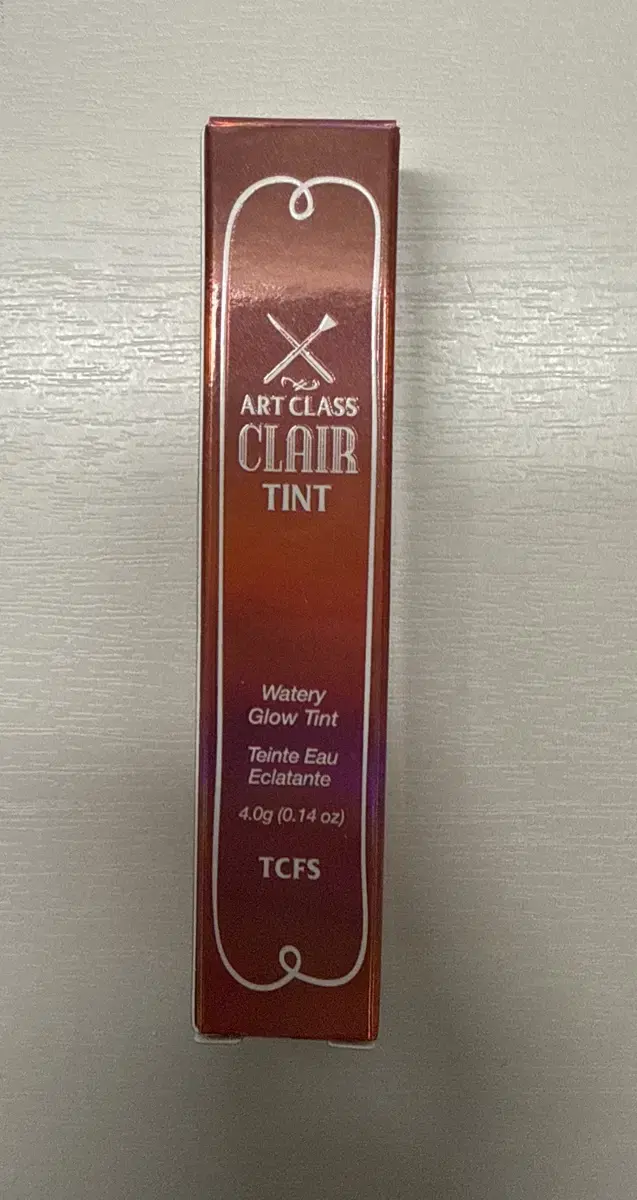 ART CLASS
CLAIR
TINT
Watery
Glow Tint
Teinte Eau
Eclatante
4.0g (0.14 oz)
TCFS